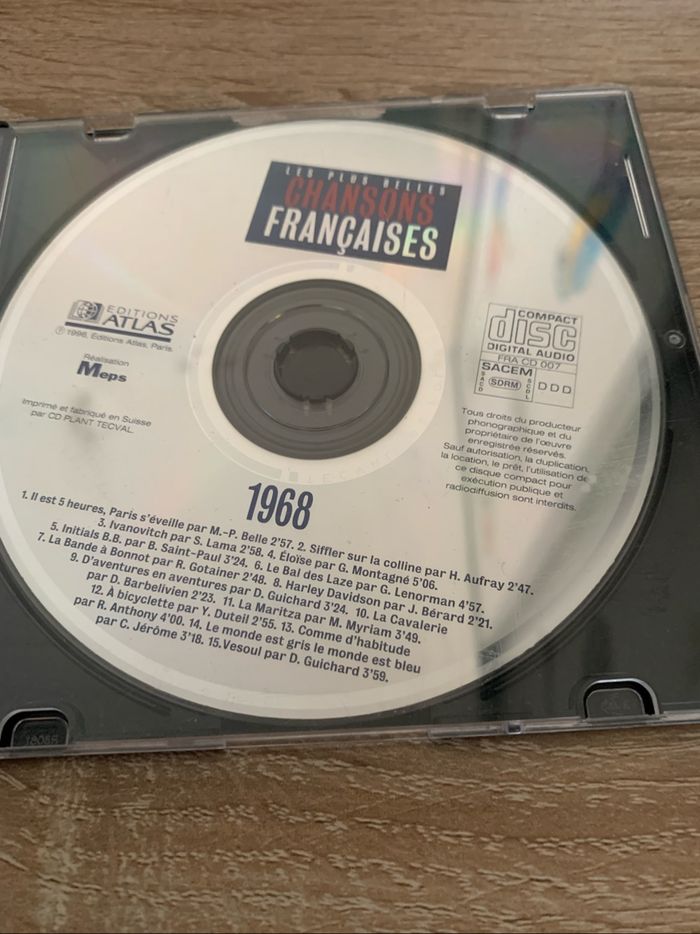 LES PLUS BELLES
CHANSONS
FRANÇAISES
EDITIONS
ATLAS
℗ 1996, Editions Atlas, Paris.
Réalisation
Meps
Imprimé et fabriqué en Suisse
par CD PLANT TECVAL
COMPACT
disc
DIGITAL AUDIO
FRA CD 007
SACEM
SACD
SDRM
SCDL
DDD
Tous droits du producteur
phonographique et du
propriétaire de l'œuvre
enregistrée réservés.
Sauf autorisation, la duplication,
la location, le prêt, l'utilisation de
ce disque compact pour
exécution publique et
radiodiffusion sont interdits.
1968
1. Il est 5 heures, Paris s'éveille par M.-P. Belle 2'57. 2. Siffler sur la colline par H. Aufray 2'47.
3. Ivanovitch par S. Lama 2'58. 4. Éloïse par G. Montagné 5'06.
5. Initials B.B. par B. Saint-Paul 3'24. 6. Le Bal des Laze par G. Lenorman 4'57.
7. La Bande à Bonnot par R. Gotainer 2'48. 8. Harley Davidson par J. Bérard 2'21.
9. D'aventures en aventures par D. Guichard 3'24. 10. La Cavalerie
par D. Barbelivien 2'23. 11. La Maritza par M. Myriam 3'49.
12. À bicyclette par Y. Duteil 2'55. 13. Comme d'habitude
par R. Anthony 4'00. 14. Le monde est gris le monde est bleu
par C. Jérôme 3'18. 15. Vesoul par D. Guichard 3'59.